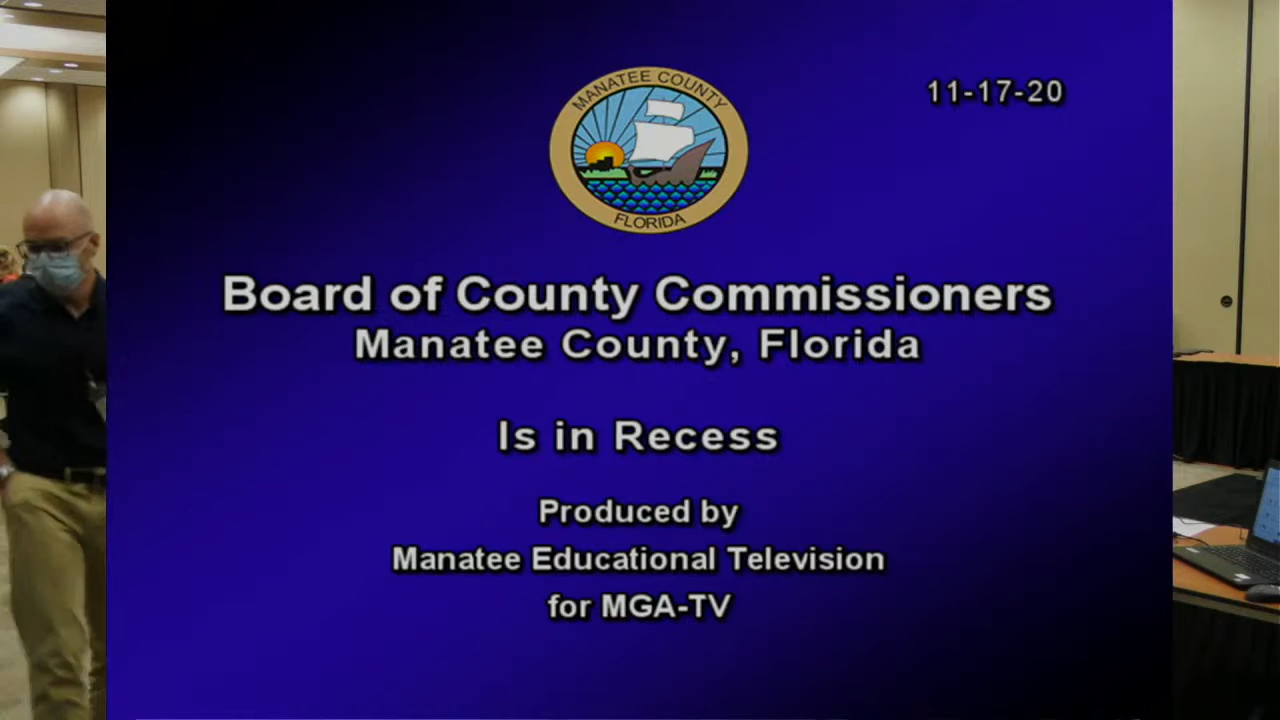 MANATEE COUNTY
FLORIDA
11-17-20
Board of County Commissioners
Manatee County, Florida
Is in Recess
Produced by
Manatee Educational Television
for MGA-TV